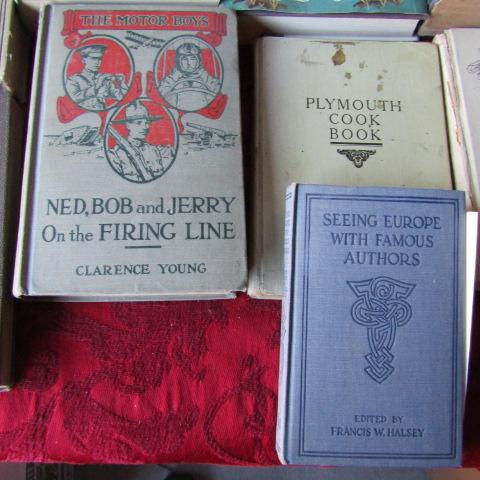 THE MOTOR BOYS
NED, BOB and JERRY
On the FIRING LINE
CLARENCE YOUNG
PLYMOUTH
COOK
BOOK
SEEING EUROPE
WITH FAMOUS
AUTHORS
EDITED BY
FRANCIS W. HALSEY